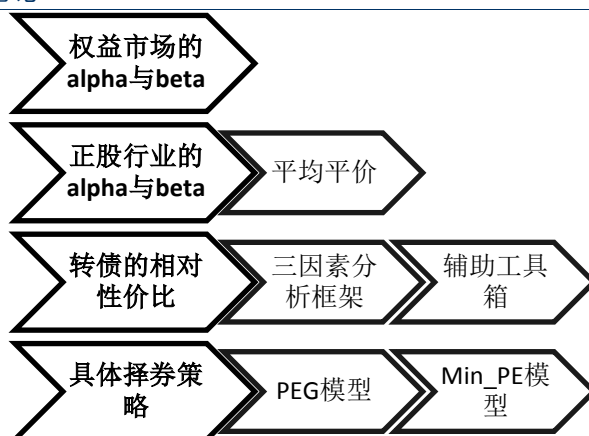 权益市场的
alpha与beta
正股行业的
alpha与beta
平均平价
转债的相对
性价比
三因素分
析框架
辅助工具
箱
具体择券策
略
PEG模型
Min_PE模
型